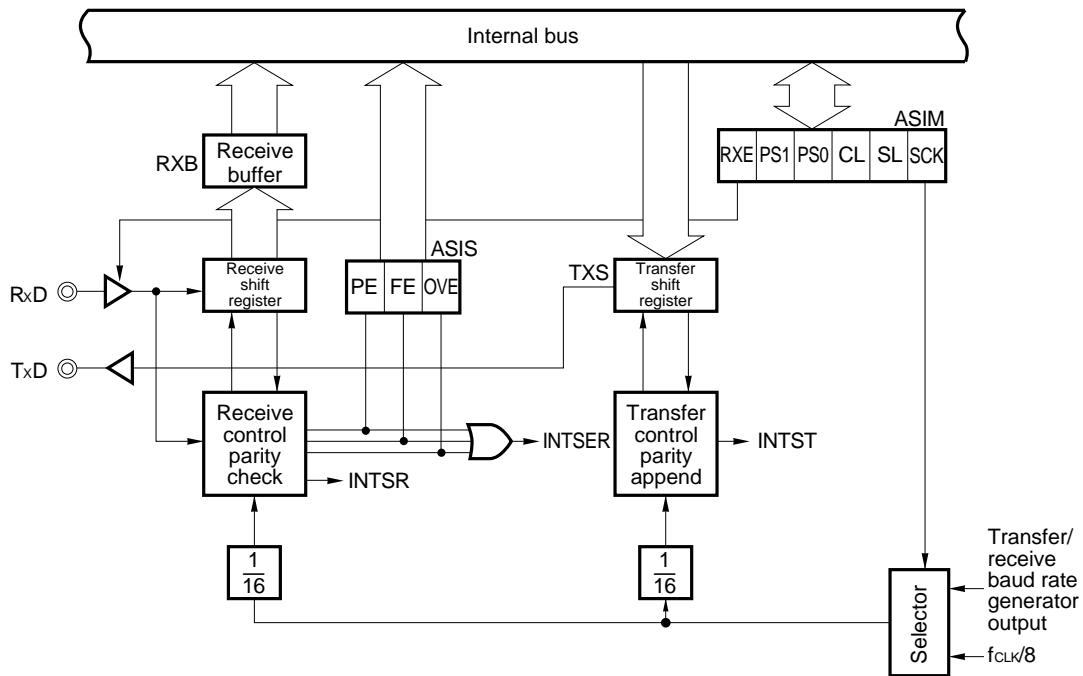 Internal bus
ASIM
RXB
Receive
buffer
RXE PS1 PS0 CL SL SCK
ASIS
RxD
Receive
shift
register
PE FE OVE
TXS
Transfer
shift
register
TxD
Receive
control
parity
check
INTSER
INTSR
Transfer
control
parity
append
INTST
1
16
1
16
Selector
Transfer/
receive
baud rate
generator
output
fCLK/8